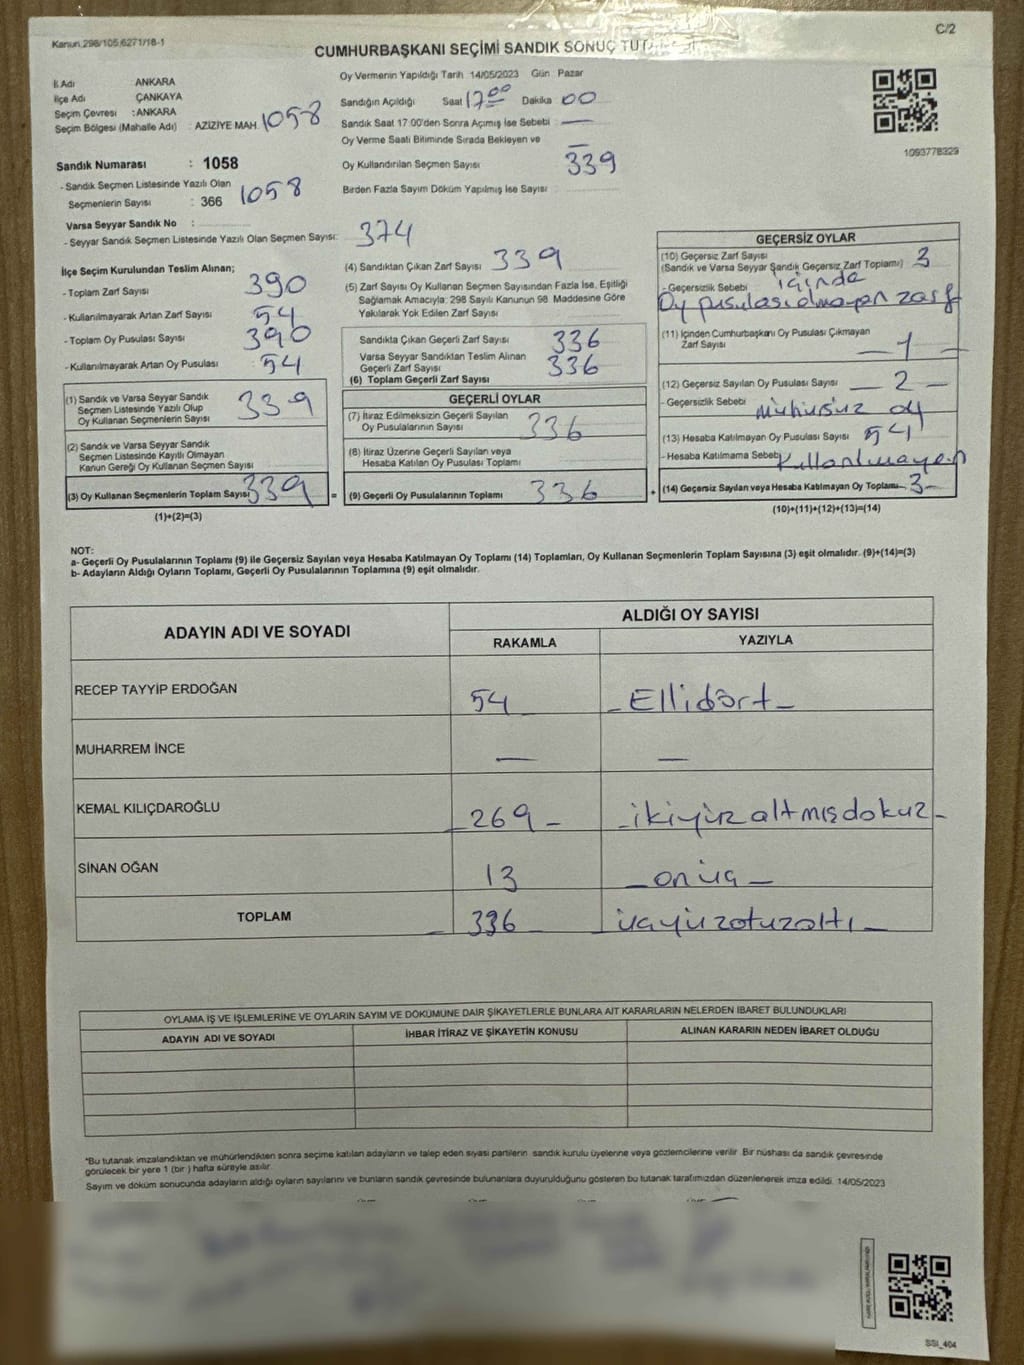 Kanun.298/105,6271/18-1
C/2
CUMHURBAŞKANI SEÇİMİ SANDIK SONUÇ
İl Adı ANKARA
İlçe Adı ÇANKAYA
Seçim Çevresi : ANKARA
Seçim Bölgesi (Mahalle Adı) : AZİZİYE MAH. 1058
Oy Vermenin Yapıldığı Tarih 14/05/2023 Gün : Pazar
Sandığın Açıldığı Saat 17:00 Dakika : 00
Sandık Saat 17:00'den Sonra Açılmış İse Sebebi : —
Oy Verme Saati Bitiminde Sırada Bekleyen ve —
Oy Kullandırılan Seçmen Sayısı 339
Birden Fazla Sayım Döküm Yapılmış İse Sayısı :
1093778329
Sandık Numarası : 1058
- Sandık Seçmen Listesinde Yazılı Olan
Seçmenlerin Sayısı : 366 1058
Varsa Seyyar Sandık No :
- Seyyar Sandık Seçmen Listesinde Yazılı Olan Seçmen Sayısı: 374
İlçe Seçim Kurulundan Teslim Alınan;
- Toplam Zarf Sayısı 390
- Kullanılmayarak Artan Zarf Sayısı : 54
- Toplam Oy Pusulası Sayısı : 390
- Kullanılmayarak Artan Oy Pusulası : 54
(1) Sandık ve Varsa Seyyar Sandık
Seçmen Listesinde Yazılı Olup
Oy Kullanan Seçmenlerin Sayısı 339
(2) Sandık ve Varsa Seyyar Sandık
Seçmen Listesinde Kayıtlı Olmayan
Kanun Gereği Oy Kullanan Seçmen Sayısı
(3) Oy Kullanan Seçmenlerin Toplam Sayısı 339
(1)+(2)=(3)
(4) Sandıktan Çıkan Zarf Sayısı : 339
(5) Zarf Sayısı Oy Kullanan Seçmen Sayısından Fazla İse, Eşitliği
Sağlamak Amacıyla; 298 Sayılı Kanunun 98. Maddesine Göre
Yakılarak Yok Edilen Zarf Sayısı :
Sandıkta Çıkan Geçerli Zarf Sayısı : 336
Varsa Seyyar Sandıktan Teslim Alınan
Geçerli Zarf Sayısı : 336
(6) Toplam Geçerli Zarf Sayısı
GEÇERLİ OYLAR
(7) İtiraz Edilmeksizin Geçerli Sayılan
Oy Pusulalarının Sayısı : 336
(8) İtiraz Üzerine Geçerli Sayılan veya
Hesaba Katılan Oy Pusulası Toplamı
= (9) Geçerli Oy Pusulalarının Toplamı 336 +
GEÇERSİZ OYLAR
(10) Geçersiz Zarf Sayısı
(Sandık ve Varsa Seyyar Sandık Geçersiz Zarf Toplamı) 3
- Geçersizlik Sebebi : içinde
Oy pusulası olmayan zarf
(11) İçinden Cumhurbaşkanı Oy Pusulası Çıkmayan
Zarf Sayısı — 1 —
(12) Geçersiz Sayılan Oy Pusulası Sayısı — 2 —
- Geçersizlik Sebebi : Mühürsüz oy
(13) Hesaba Katılmayan Oy Pusulası Sayısı 54
- Hesaba Katılmama Sebebi Kullanılmayan
(14) Geçersiz Sayılan veya Hesaba Katılmayan Oy Toplamı - 3 -
(10)+(11)+(12)+(13)=(14)
NOT:
a- Geçerli Oy Pusulalarının Toplamı (9) ile Geçersiz Sayılan veya Hesaba Katılmayan Oy Toplamı (14) Toplamları, Oy Kullanan Seçmenlerin Toplam Sayısına (3) eşit olmalıdır. (9)+(14)=(3)
b- Adayların Aldığı Oyların Toplamı, Geçerli Oy Pusulalarının Toplamına (9) eşit olmalıdır.
ADAYIN ADI VE SOYADI
ALDIĞI OY SAYISI
RAKAMLA YAZIYLA
RECEP TAYYİP ERDOĞAN 54 - Ellidört -
MUHARREM İNCE — —
KEMAL KILIÇDAROĞLU - 269 - - ikiyüzaltmışdokuz -
SİNAN OĞAN 13 - onüç -
TOPLAM - 336 - - üçyüzotuzaltı -
OYLAMA İŞ VE İŞLEMLERİNE VE OYLARIN SAYIM VE DÖKÜMÜNE DAİR ŞİKAYETLERLE BUNLARA AİT KARARLARIN NELERDEN İBARET BULUNDUKLARI
ADAYIN ADI VE SOYADI İHBAR İTİRAZ VE ŞİKAYETİN KONUSU ALINAN KARARIN NEDEN İBARET OLDUĞU
*Bu tutanak imzalandıktan ve mühürlendikten sonra seçime katılan adayların ve talep eden siyasi partilerin sandık kurulu üyelerine veya gözlemcilerine verilir. Bir nüshası da sandık çevresinde
görülecek bir yere 1 (bir ) hafta süreyle asılır.
Sayım ve döküm sonucunda adayların aldığı oyların sayılarını ve bunların sandık çevresinde bulunanlara duyurulduğunu gösteren bu tutanak tarafımızdan düzenlenerek imza edildi. 14/05/2023
SSI_404